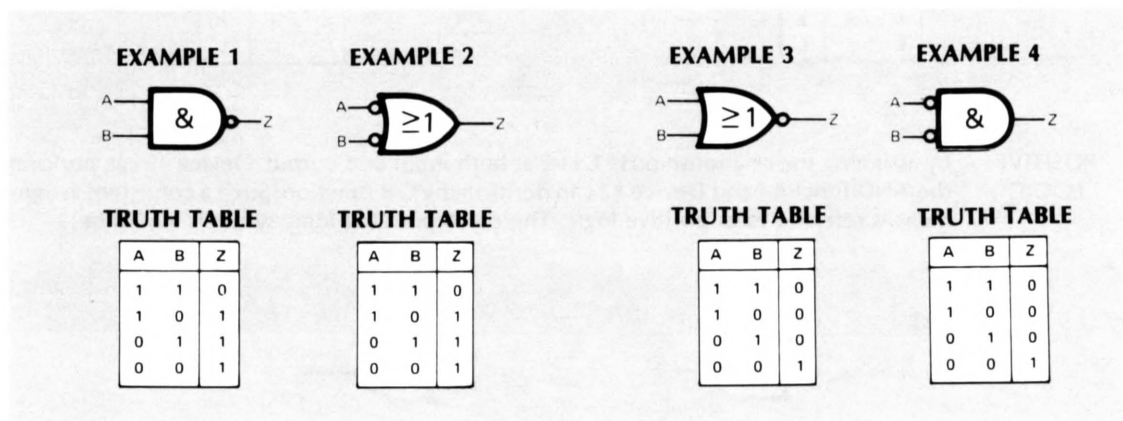 EXAMPLE 1 EXAMPLE 2 EXAMPLE 3 EXAMPLE 4
A & B Z
A ≥1 B Z
A ≥1 B Z
A & B Z
TRUTH TABLE TRUTH TABLE TRUTH TABLE TRUTH TABLE
A B Z A B Z A B Z A B Z
1 1 0 1 1 0 1 1 0 1 1 0
1 0 1 1 0 1 1 0 0 1 0 0
0 1 1 0 1 1 0 1 0 0 1 0
0 0 1 0 0 1 0 0 1 0 0 1